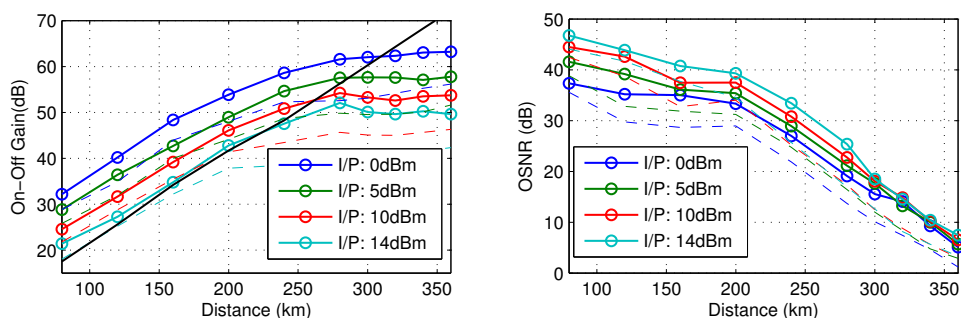 70
60
50
40
30
20
On-Off Gain(dB)
100 150 200 250 300 350
Distance (km)
I/P: 0dBm
I/P: 5dBm
I/P: 10dBm
I/P: 14dBm
50
40
30
20
10
0
OSNR (dB)
100 150 200 250 300 350
Distance (km)
I/P: 0dBm
I/P: 5dBm
I/P: 10dBm
I/P: 14dBm